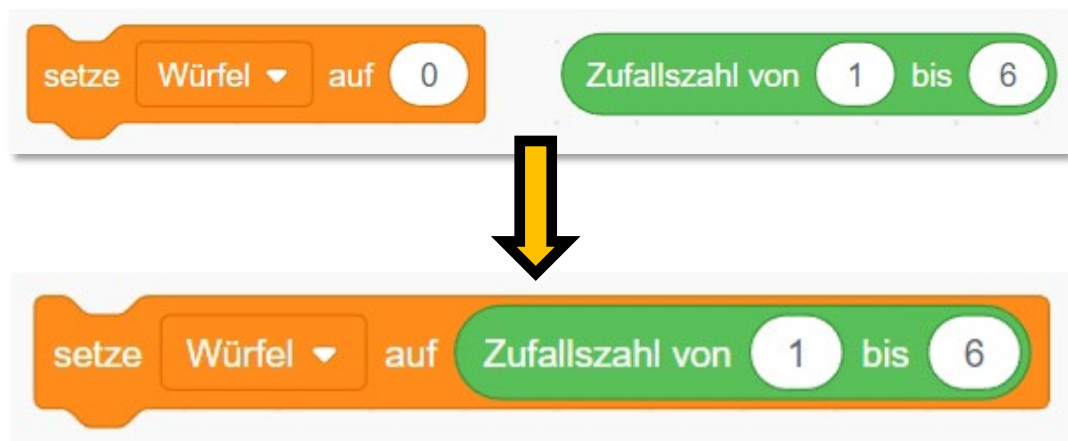 setze Würfel auf 0 Zufallszahl von 1 bis 6
setze Würfel auf Zufallszahl von 1 bis 6